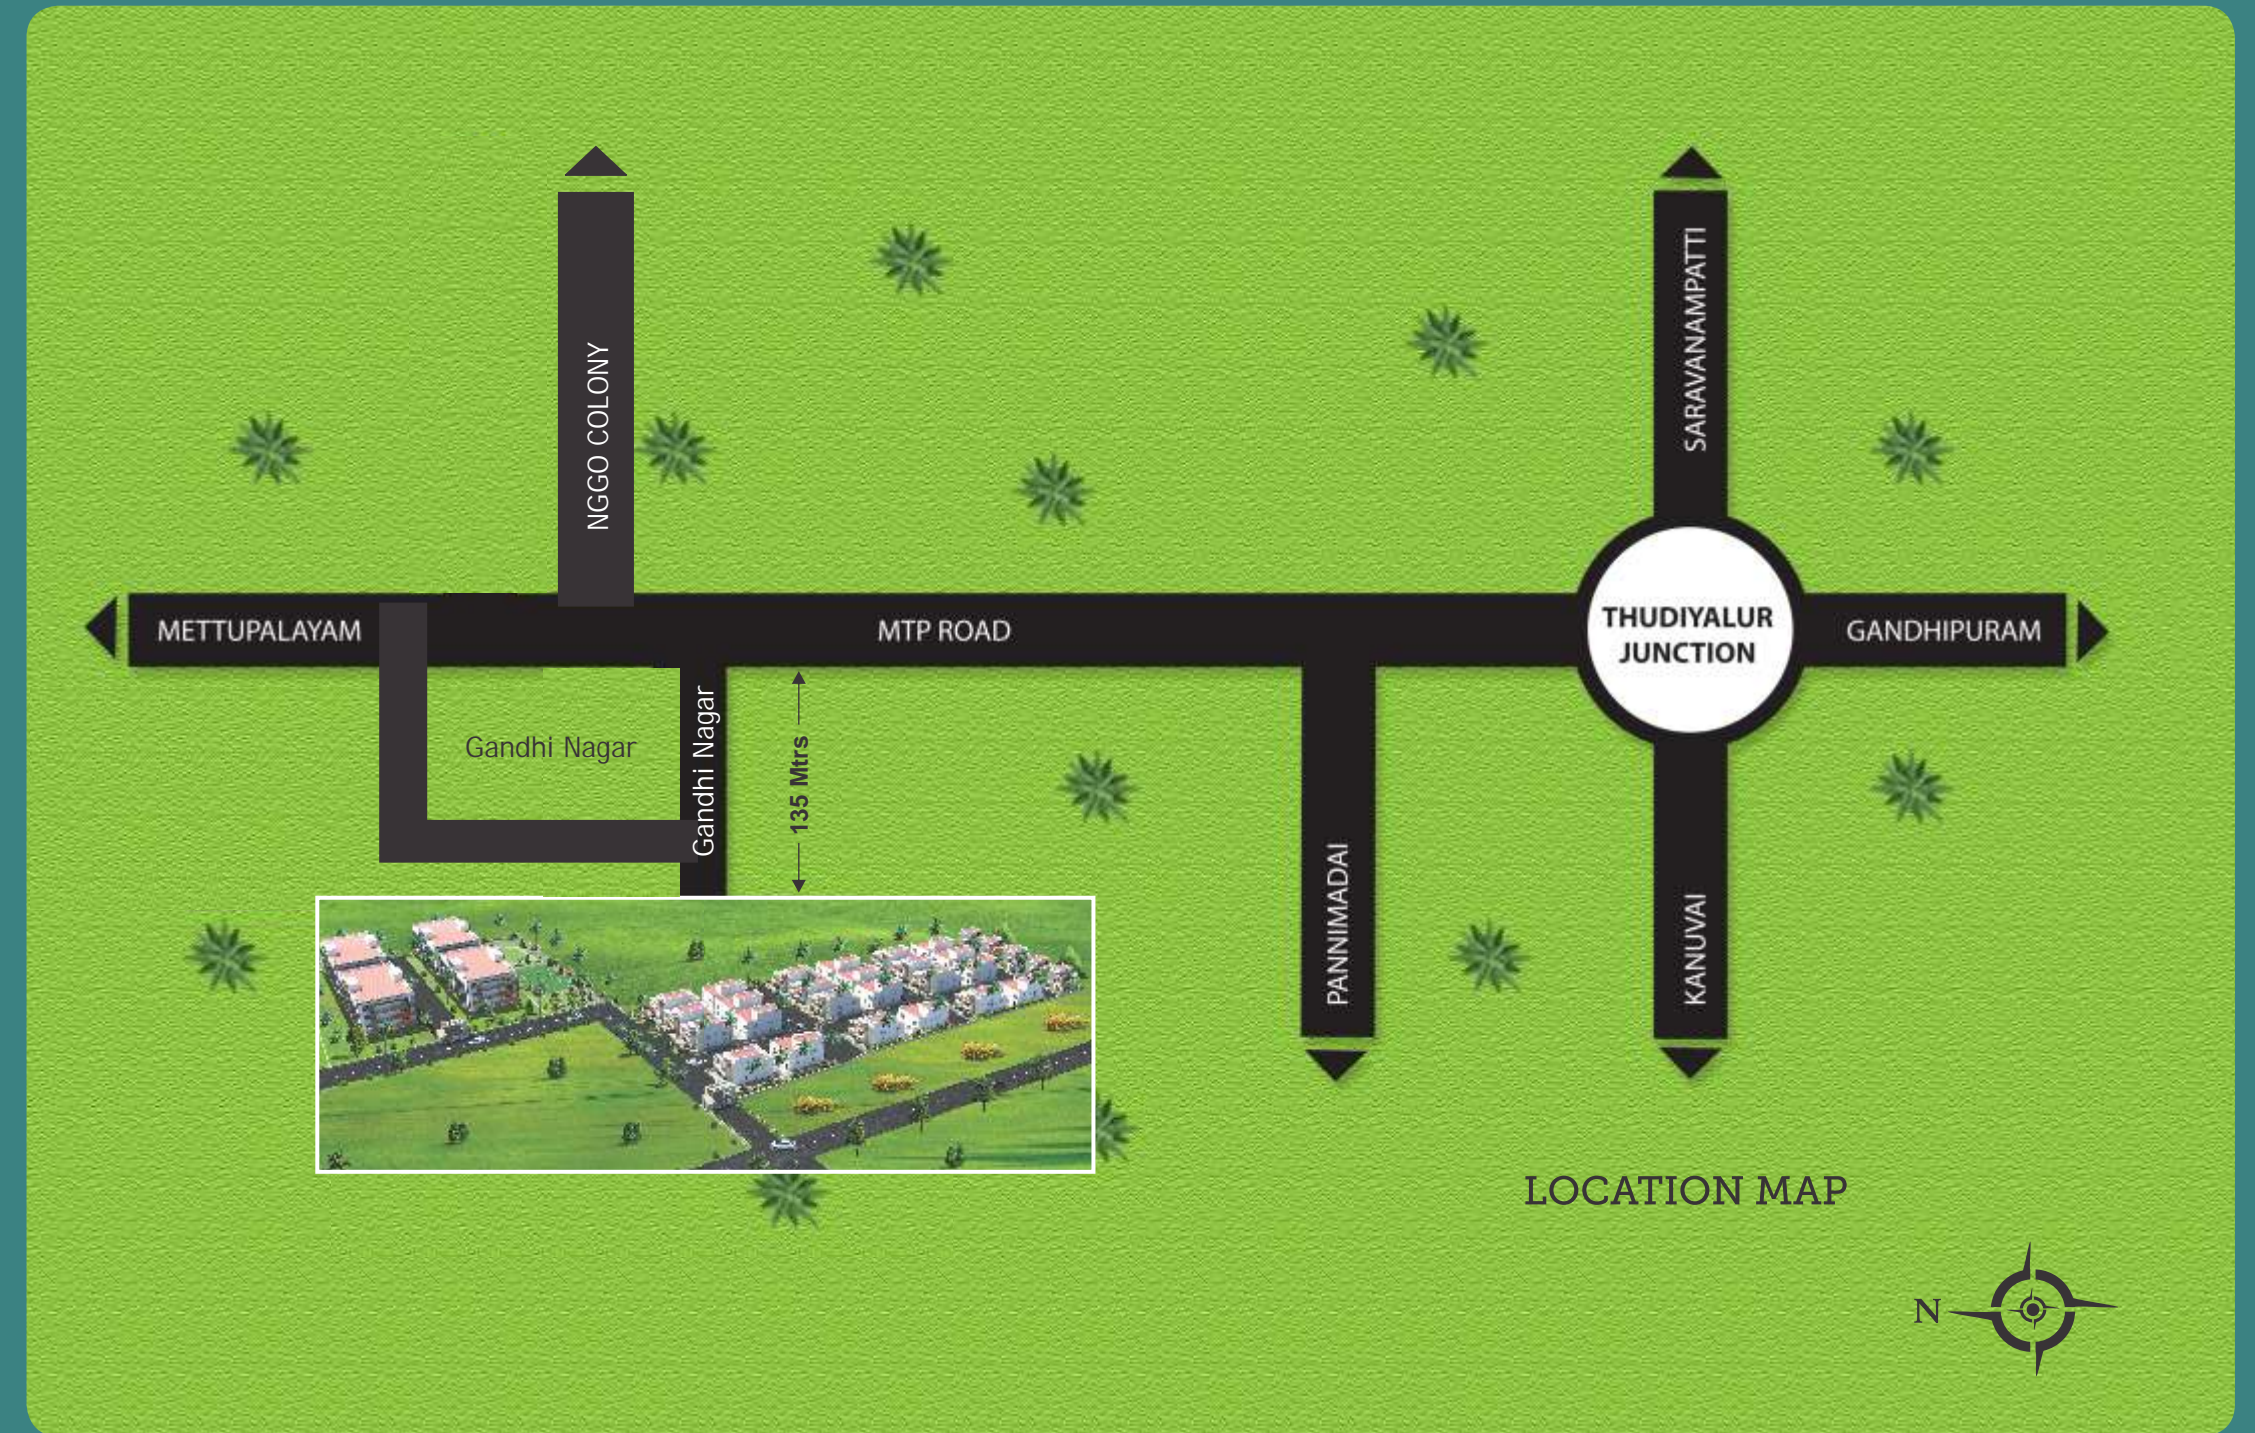 NGGO COLONY
SARAVANAMPATTI
METTUPALAYAM
MTP ROAD
THUDIYALUR
JUNCTION
GANDHIPURAM
Gandhi Nagar
Gandhi Nagar
135 Mtrs
PANNIMADAI
KANUVAI
LOCATION MAP
N